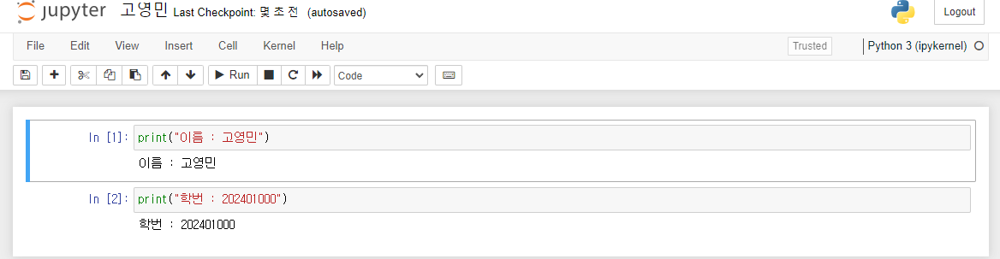 jupyter 고영민 Last Checkpoint: 몇 초 전 (autosaved)
Logout
File Edit View Insert Cell Kernel Help
Trusted
Python 3 (ipykernel)
Run
Code
In [1]: print("이름 : 고영민")
이름 : 고영민
In [2]: print("학번 : 202401000")
학번 : 202401000